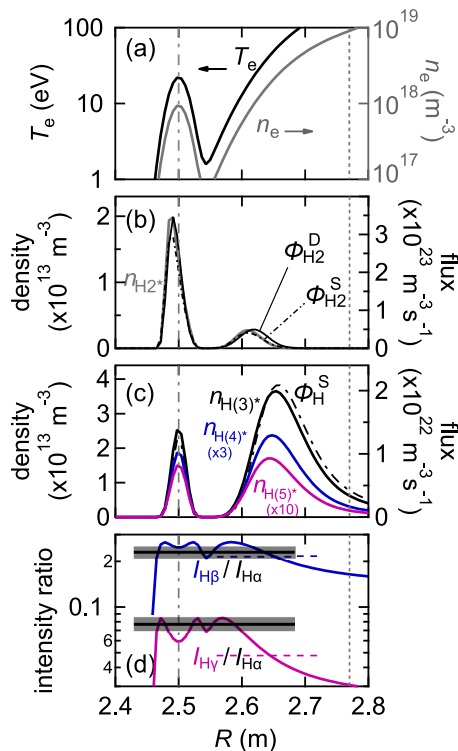 (a)
T_e (eV)
100
10
1
T_e
n_e
10^19
10^18
10^17
n_e (m^-3)
(b)
density (x10^13 m^-3)
2
1
0
n_H2*
Φ_H2^D
Φ_H2^S
3
2
1
0
flux (x10^23 m^-3 s^-1)
(c)
density (x10^13 m^-3)
4
3
2
1
0
n_H(3)*
Φ_H^S
n_H(4)*
(x3)
n_H(5)*
(x10)
2
1
0
flux (x10^22 m^-3 s^-1)
intensity ratio
2
0.1
6
4
I_Hβ / I_Hα
I_Hγ / I_Hα
(d)
2.4 2.5 2.6 2.7 2.8
R (m)